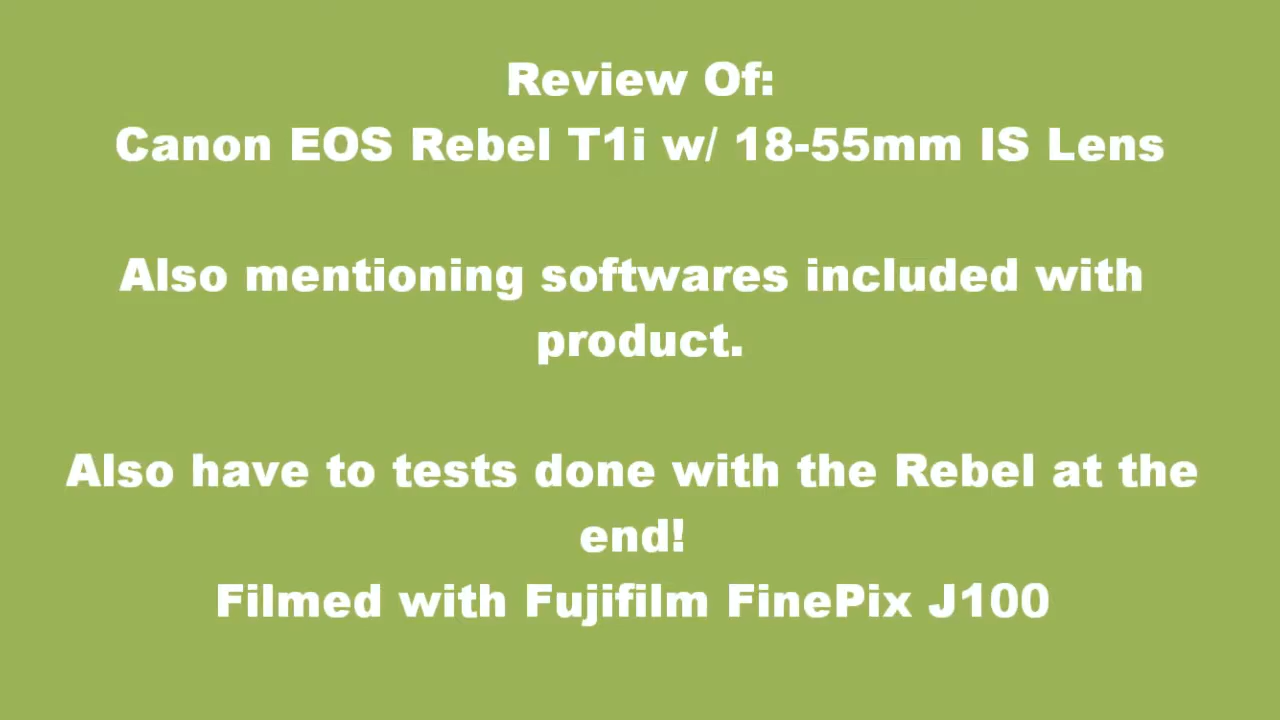 Review Of:
Canon EOS Rebel T1i w/ 18-55mm IS Lens
Also mentioning softwares included with
product.
Also have to tests done with the Rebel at the
end!
Filmed with Fujifilm FinePix J100